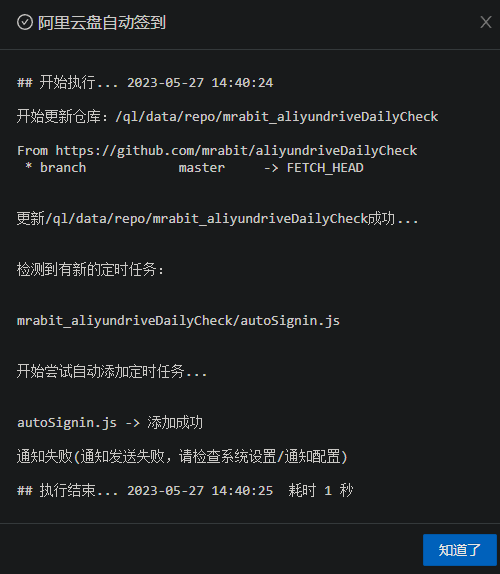 阿里云盘自动签到
## 开始执行... 2023-05-27 14:40:24
开始更新仓库：/ql/data/repo/mrabit_aliyundriveDailyCheck
From https://github.com/mrabit/aliyundriveDailyCheck
* branch            master     -> FETCH_HEAD
更新/ql/data/repo/mrabit_aliyundriveDailyCheck成功...
检测到有新的定时任务：
mrabit_aliyundriveDailyCheck/autoSignin.js
开始尝试自动添加定时任务...
autoSignin.js -> 添加成功
通知失败(通知发送失败，请检查系统设置/通知配置)
## 执行结束... 2023-05-27 14:40:25  耗时 1 秒
知道了